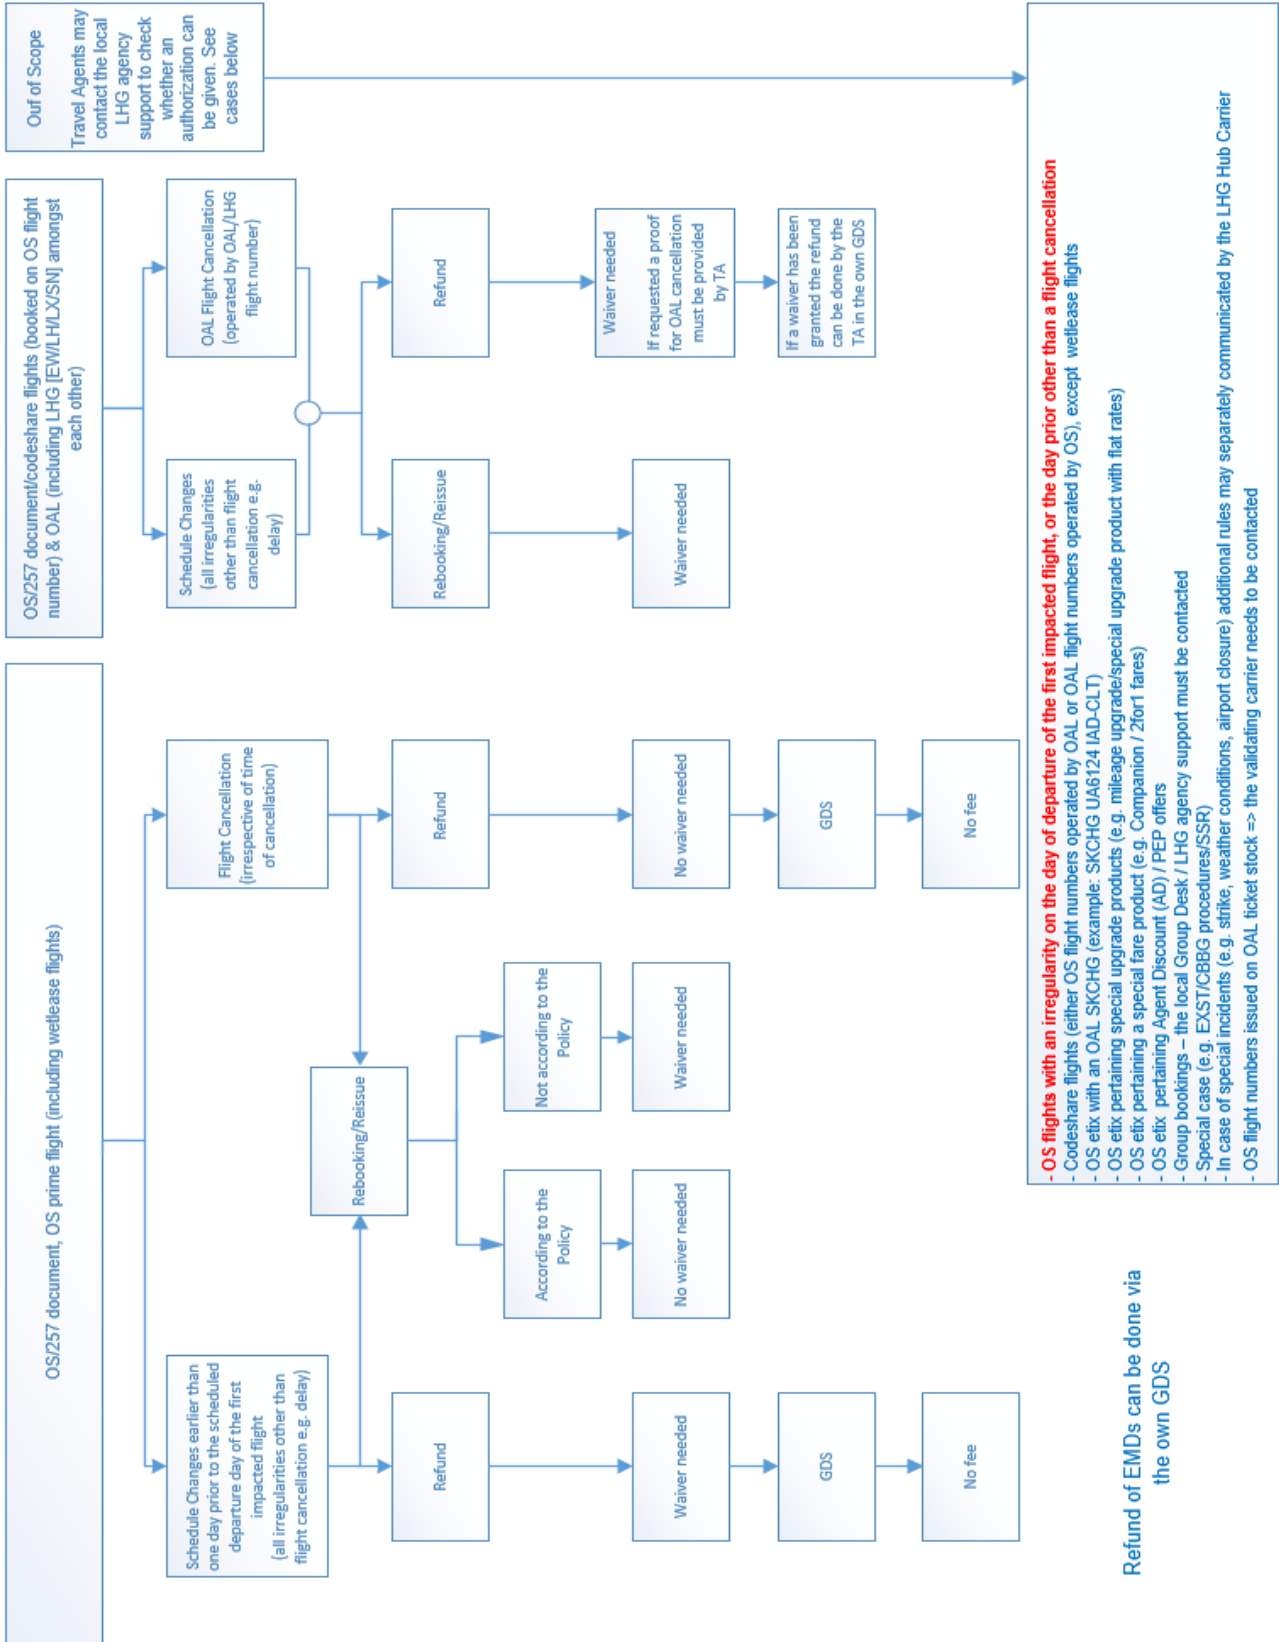 OS/257 document, OS prime flight (including wetlease flights)
Schedule Changes earlier than
one day prior to the scheduled
departure day of the first
impacted flight
(all irregularities other than
flight cancellation e.g. delay)
Flight Cancellation
(irrespective of time
of cancellation)
Rebooking/Reissue
Refund
Refund
According to the
Policy
Not according to the
Policy
Waiver needed
No waiver needed
Waiver needed
No waiver needed
GDS
GDS
No fee
No fee
OS/257 document/codeshare flights (booked on OS flight
number) & OAL (including LHG [EW/LH/LX/SN] amongst
each other)
Schedule Changes
(all irregularities
other than flight
cancellation e.g.
delay)
OAL Flight Cancellation
(operated by OAL/LHG
flight number)
Rebooking/Reissue
Refund
Waiver needed
Waiver needed
If requested a proof
for OAL cancellation
must be provided
by TA
If a waiver has been
granted the refund
can be done by the
TA in the own GDS
Ouf of Scope
Travel Agents may
contact the local
LHG agency
support to check
whether an
authorization can
be given. See
cases below
Refund of EMDs can be done via
the own GDS
- OS flights with an irregularity on the day of departure of the first impacted flight, or the day prior other than a flight cancellation
- Codeshare flights (either OS flight numbers operated by OAL or OAL flight numbers operated by OS), except wetlease flights
- OS etix with an OAL SKCHG (example: SKCHG UA6124 IAD-CLT)
- OS etix pertaining special upgrade products (e.g. mileage upgrade/special upgrade product with flat rates)
- OS etix pertaining a special fare product (e.g. Companion / 2for1 fares)
- OS etix pertaining Agent Discount (AD) / PEP offers
- Group bookings – the local Group Desk / LHG agency support must be contacted
- Special case (e.g. EXST/CBBG procedures/SSR)
- In case of special incidents (e.g. strike, weather conditions, airport closure) additional rules may separately communicated by the LHG Hub Carrier
- OS flight numbers issued on OAL ticket stock => the validating carrier needs to be contacted